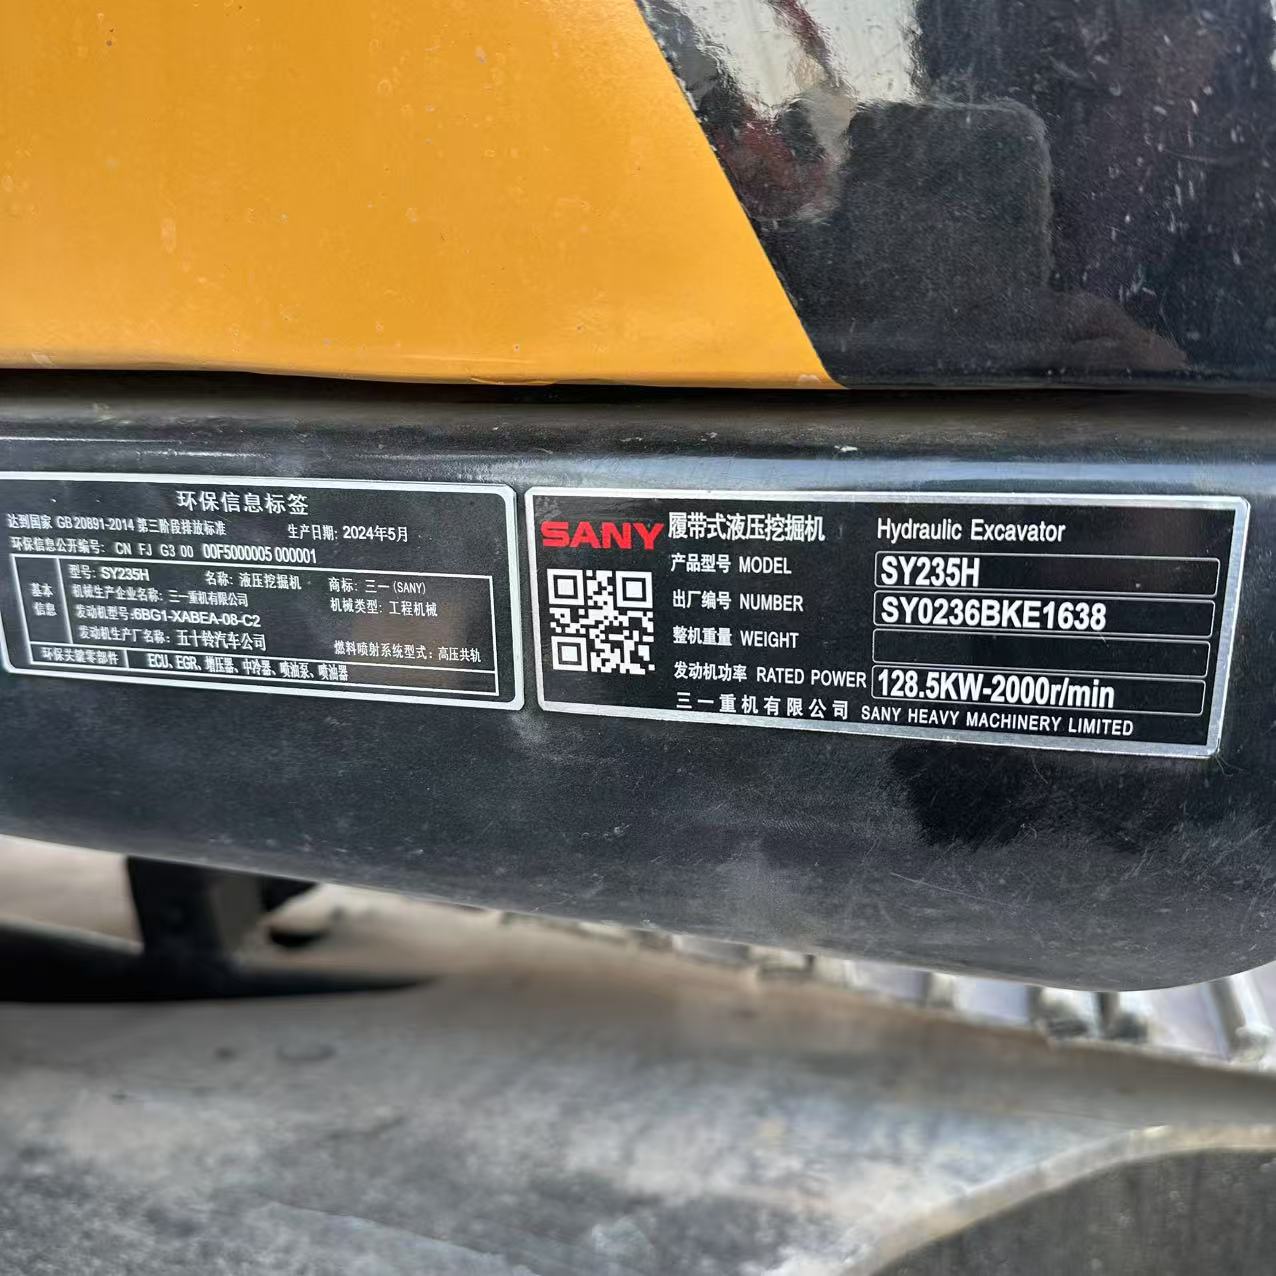 环保信息标签
达到国家 GB 20891-2014 第三阶段排放标准 生产日期: 2024年5月
环保信息公开编号: CN FJ G3 00 00F5000005 000001
基本信息
型号: SY235H 名称: 液压挖掘机 商标: 三一 (SANY)
机械生产企业名称: 三一重机有限公司 机械类型: 工程机械
发动机型号:6BG1-XABEA-08-C2
发动机生产厂名称: 五十铃汽车公司 燃料喷射系统型式: 高压共轨
环保关键零部件 ECU、EGR、增压器、中冷器、喷油泵、喷油器
SANY 履带式液压挖掘机 Hydraulic Excavator
产品型号 MODEL SY235H
出厂编号 NUMBER SY0236BKE1638
整机重量 WEIGHT
发动机功率 RATED POWER 128.5KW-2000r/min
三一重机有限公司 SANY HEAVY MACHINERY LIMITED